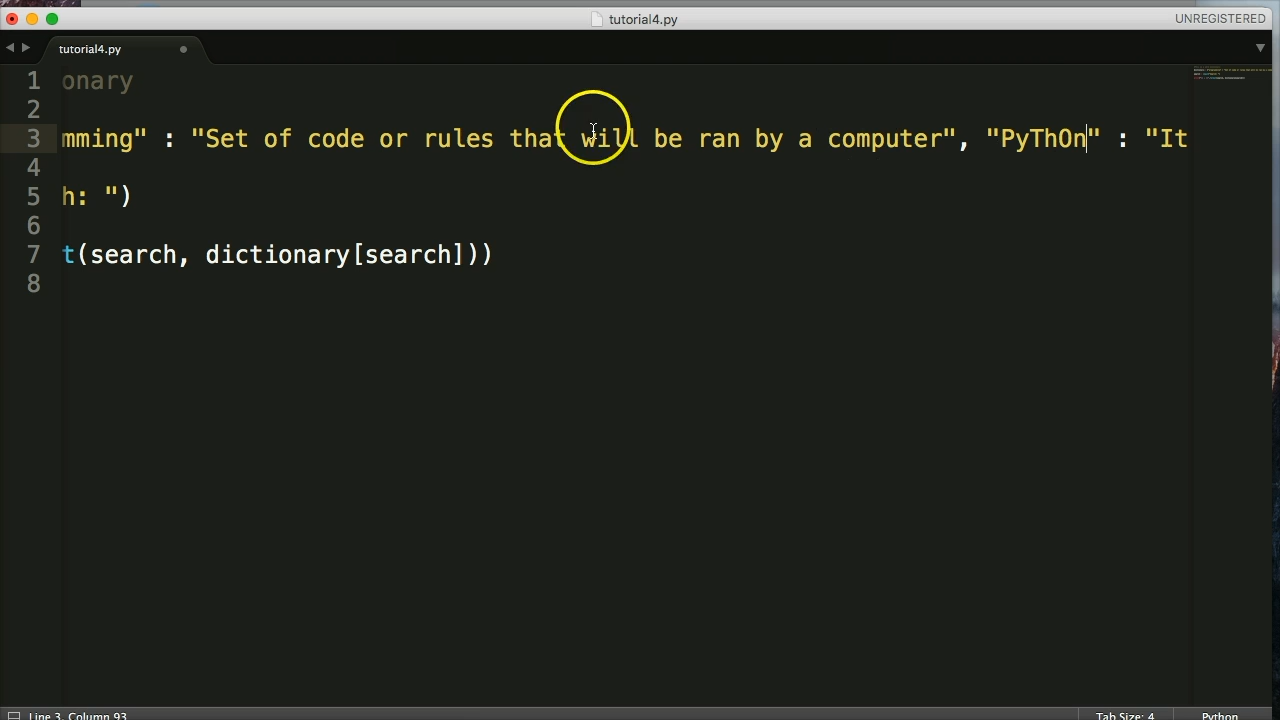 tutorial4.py
UNREGISTERED
tutorial4.py
1 onary
2
3 mming" : "Set of code or rules that will be ran by a computer", "PyThOn" : "It
4
5 h: ")
6
7 t(search, dictionary[search]))
8
Line 3, Column 93
Tab Size: 4
Python